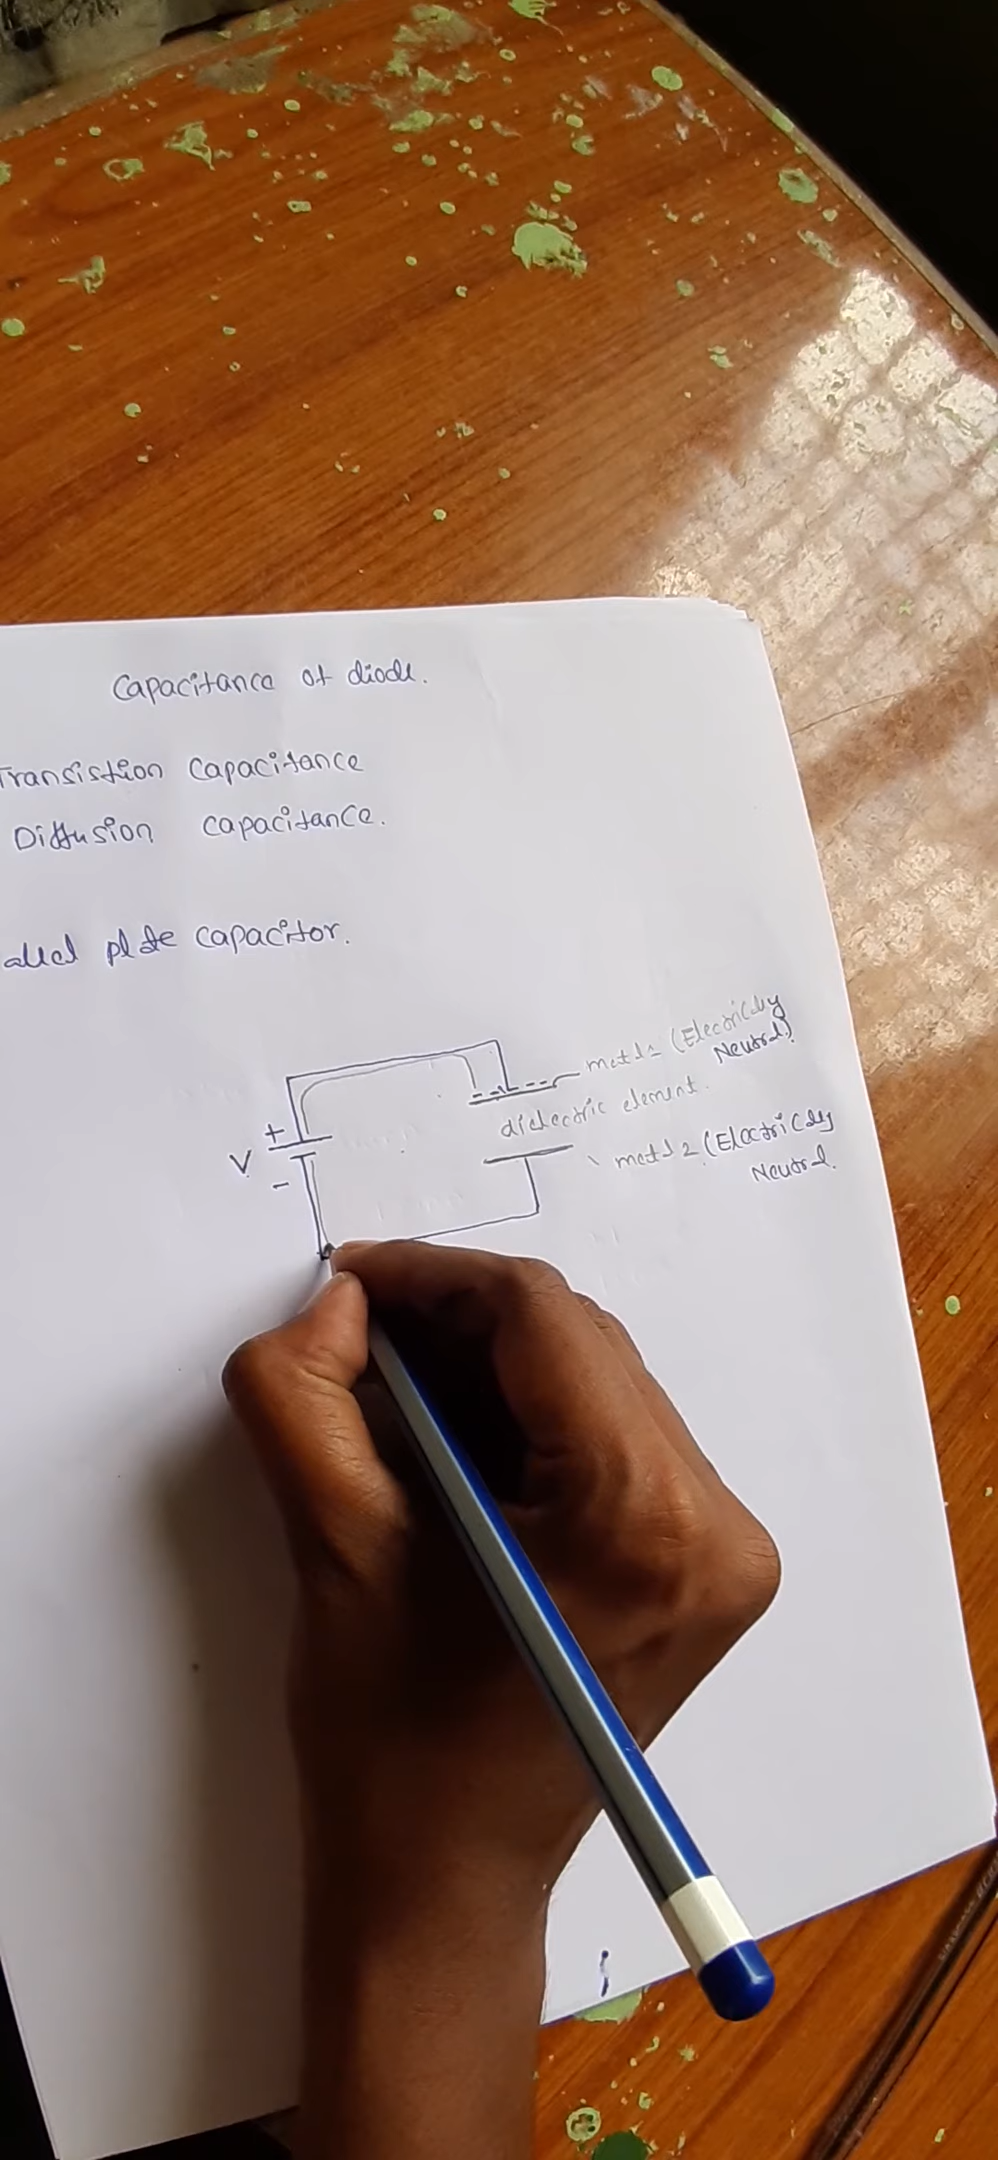 Capacitance of diode.
Transistion Capacitance
Diffusion capacitance.
allel plate capacitor.
metal 1 (Electrically
Neutral)
dielectric element.
+
V
-
metal 2 (Electrically
Neutral.